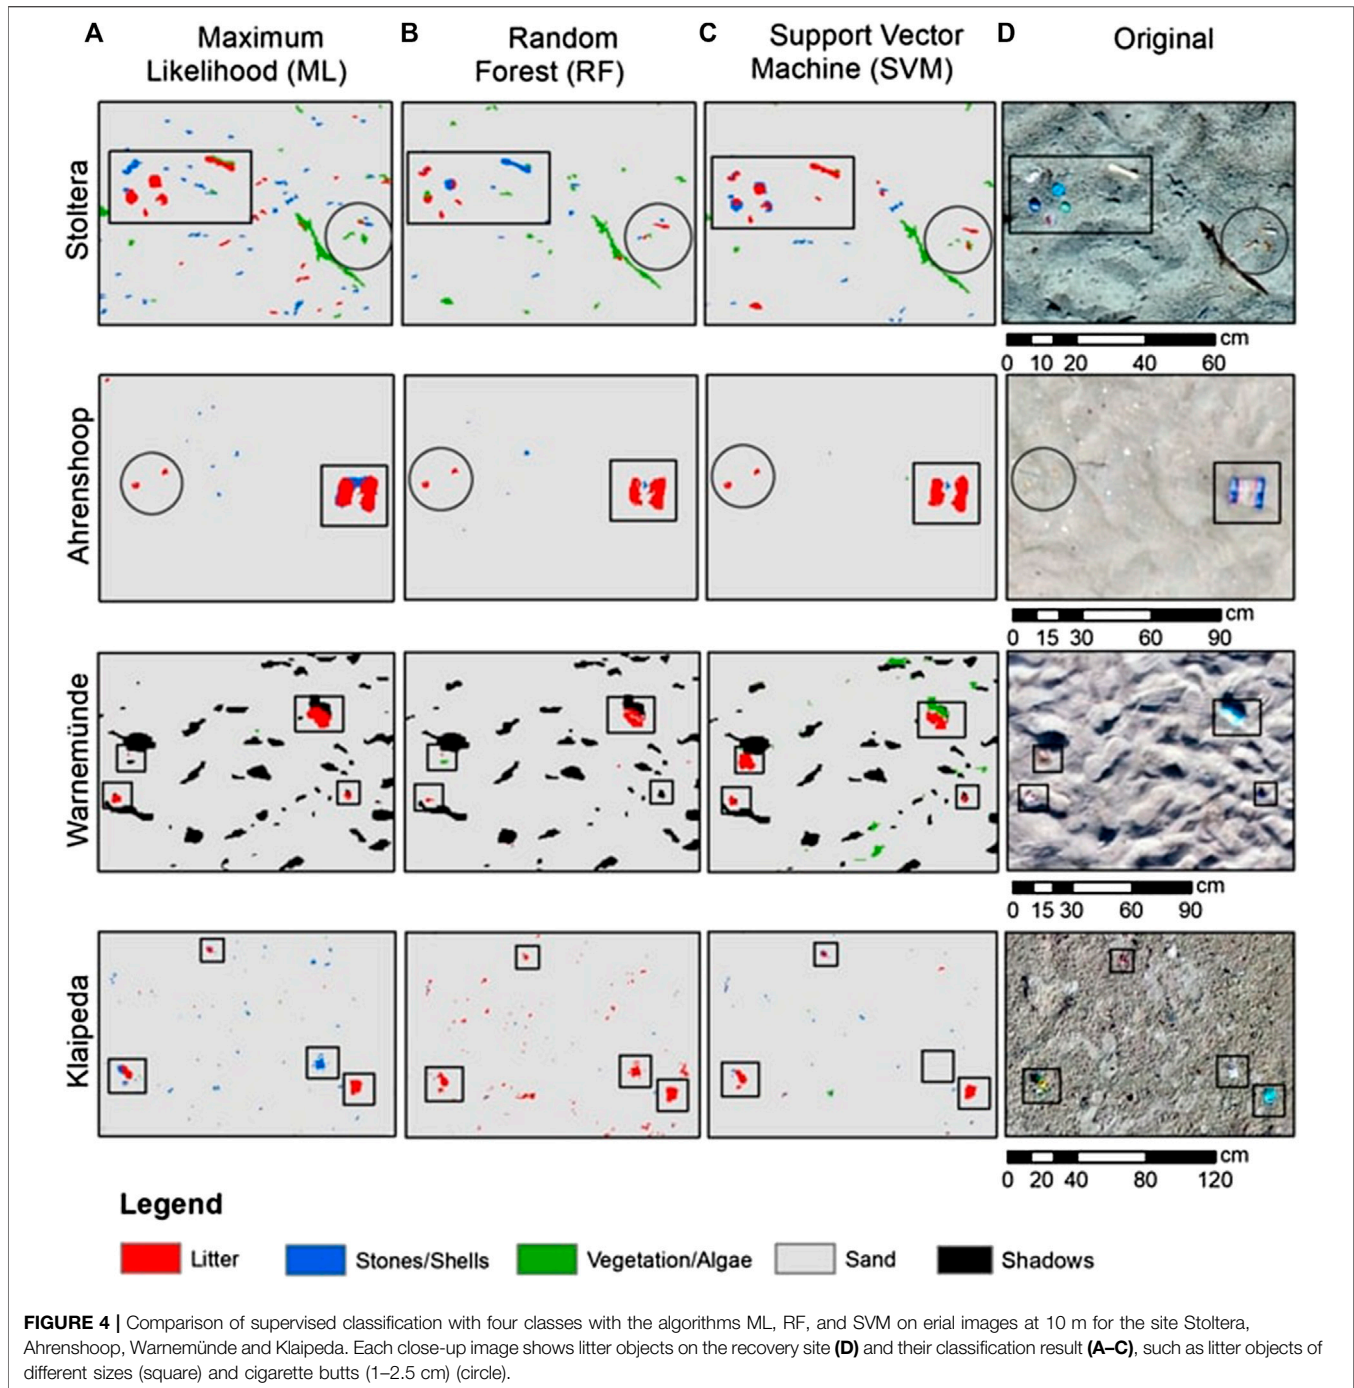 A Maximum Likelihood (ML)
B Random Forest (RF)
C Support Vector Machine (SVM)
D Original
Stoltera
cm
0 10 20 40 60
Ahrenshoop
cm
0 15 30 60 90
Warnemünde
cm
0 15 30 60 90
Klaipeda
cm
0 20 40 80 120
Legend
Litter Stones/Shells Vegetation/Algae Sand Shadows
FIGURE 4 | Comparison of supervised classification with four classes with the algorithms ML, RF, and SVM on erial images at 10 m for the site Stoltera,
Ahrenshoop, Warnemünde and Klaipeda. Each close-up image shows litter objects on the recovery site (D) and their classification result (A–C), such as litter objects of
different sizes (square) and cigarette butts (1–2.5 cm) (circle).